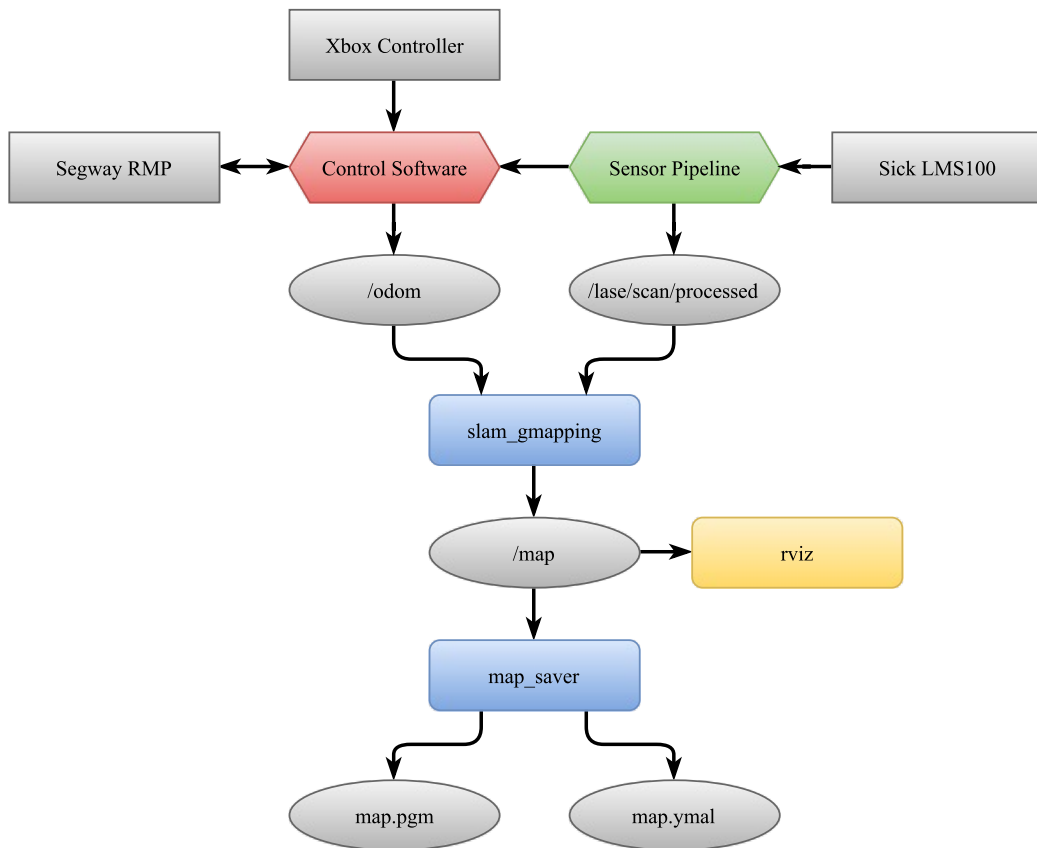 Xbox Controller
Segway RMP
Control Software
Sensor Pipeline
Sick LMS100
/odom
/lase/scan/processed
slam_gmapping
/map
rviz
map_saver
map.pgm
map.ymal